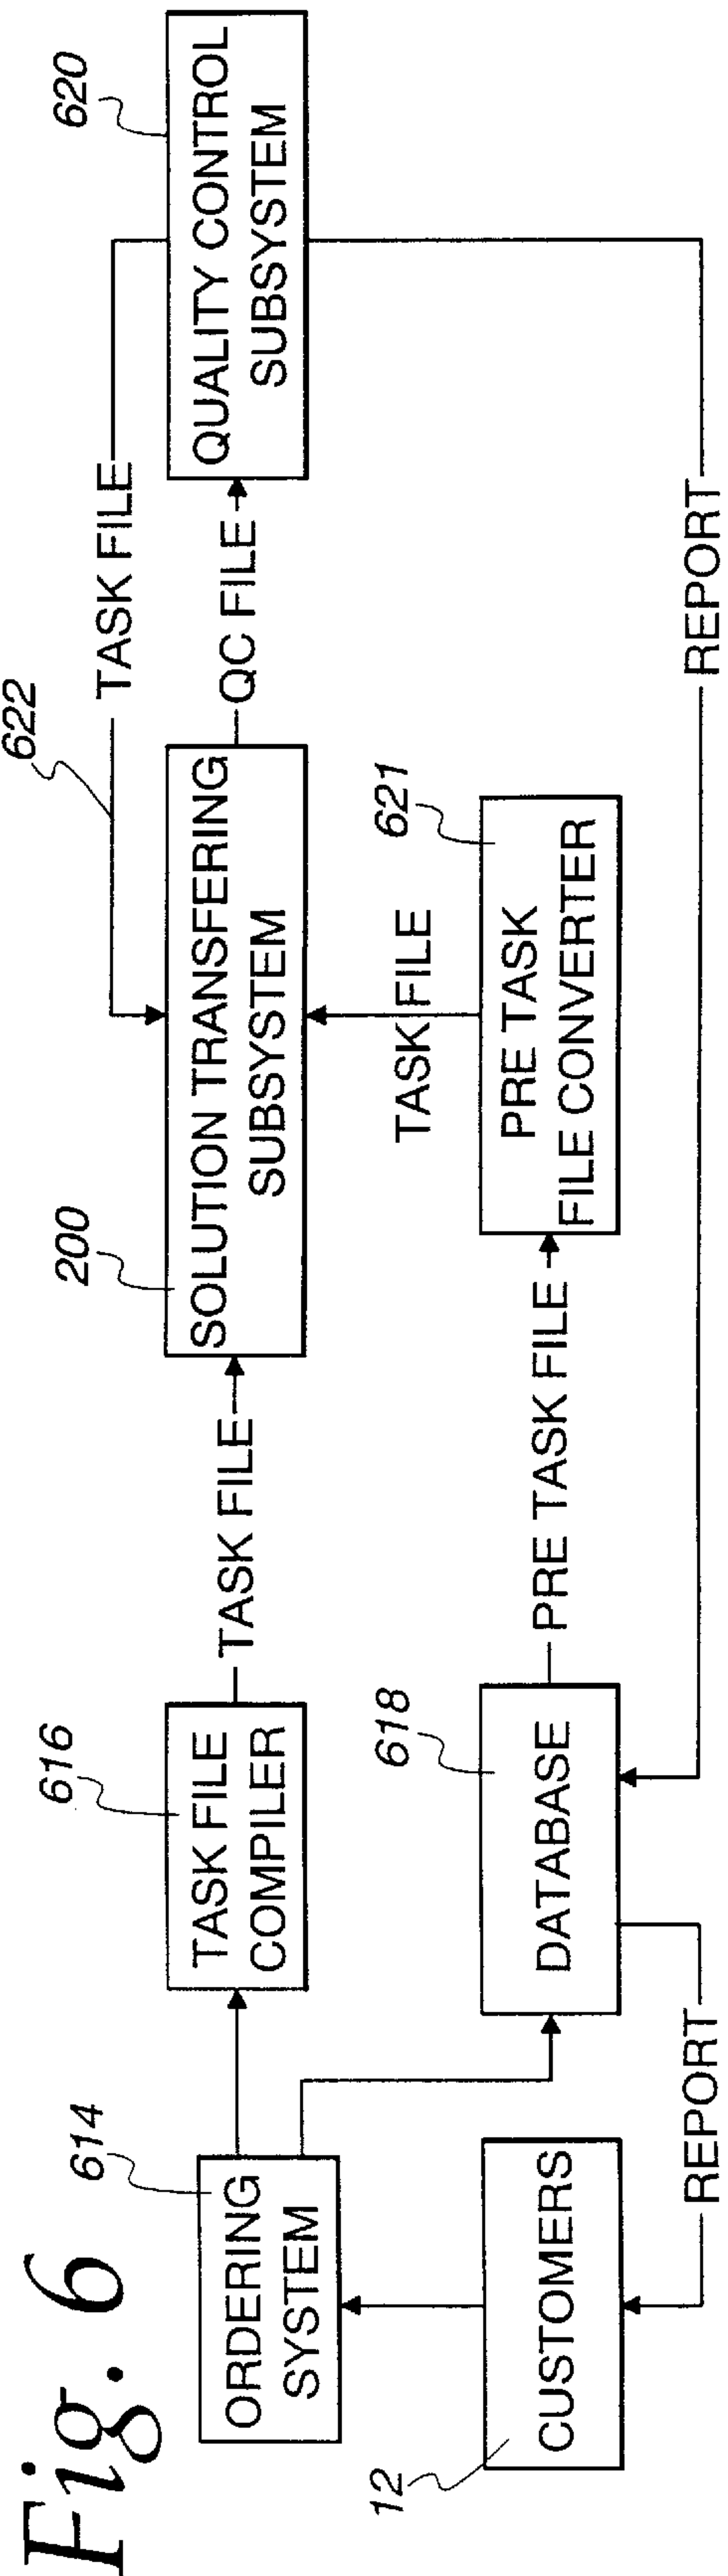 Fig. 6
620
622
TASK FILE
200
616
614
QUALITY CONTROL
SUBSYSTEM
QC FILE
SOLUTION TRANSFERING
SUBSYSTEM
TASK FILE
TASK FILE
COMPILER
ORDERING
SYSTEM
TASK FILE
621
618
12
PRE TASK
FILE CONVERTER
PRE TASK FILE
DATABASE
CUSTOMERS
REPORT
REPORT